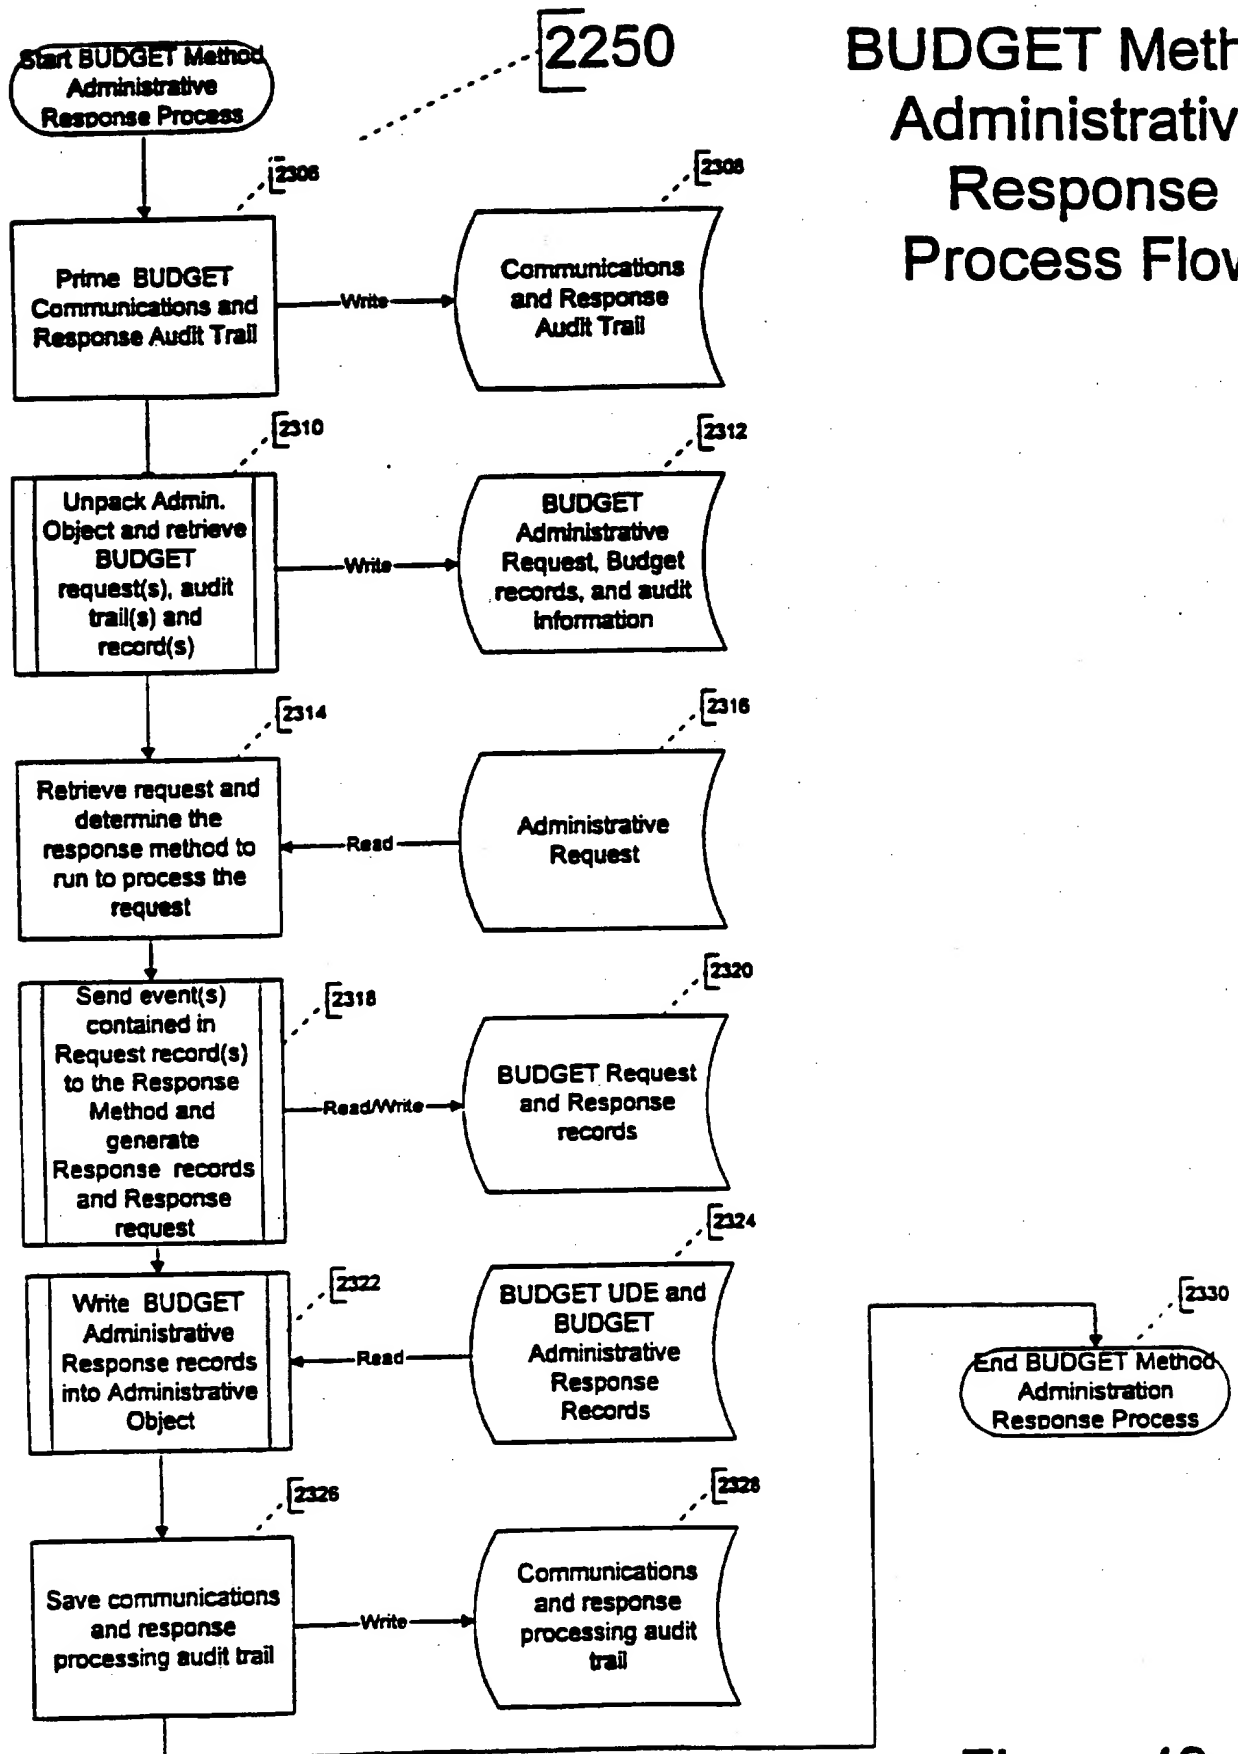 2250
BUDGET Meth
Administrativ
Response
Process Flow
Start BUDGET Method
Administrative
Response Process
2306
Prime BUDGET
Communications and
Response Audit Trail
Write
2308
Communications
and Response
Audit Trail
2310
Unpack Admin.
Object and retrieve
BUDGET
request(s), audit
trail(s) and
record(s)
Write
2312
BUDGET
Administrative
Request, Budget
records, and audit
information
2314
Retrieve request and
determine the
response method to
run to process the
request
Read
2316
Administrative
Request
2318
Send event(s)
contained in
Request record(s)
to the Response
Method and
generate
Response records
and Response
request
Read/Write
2320
BUDGET Request
and Response
records
2322
Write BUDGET
Administrative
Response records
into Administrative
Object
Read
2324
BUDGET UDE and
BUDGET
Administrative
Response
Records
2326
Save communications
and response
processing audit trail
Write
2328
Communications
and response
processing audit
trail
2330
End BUDGET Method
Administration
Response Process